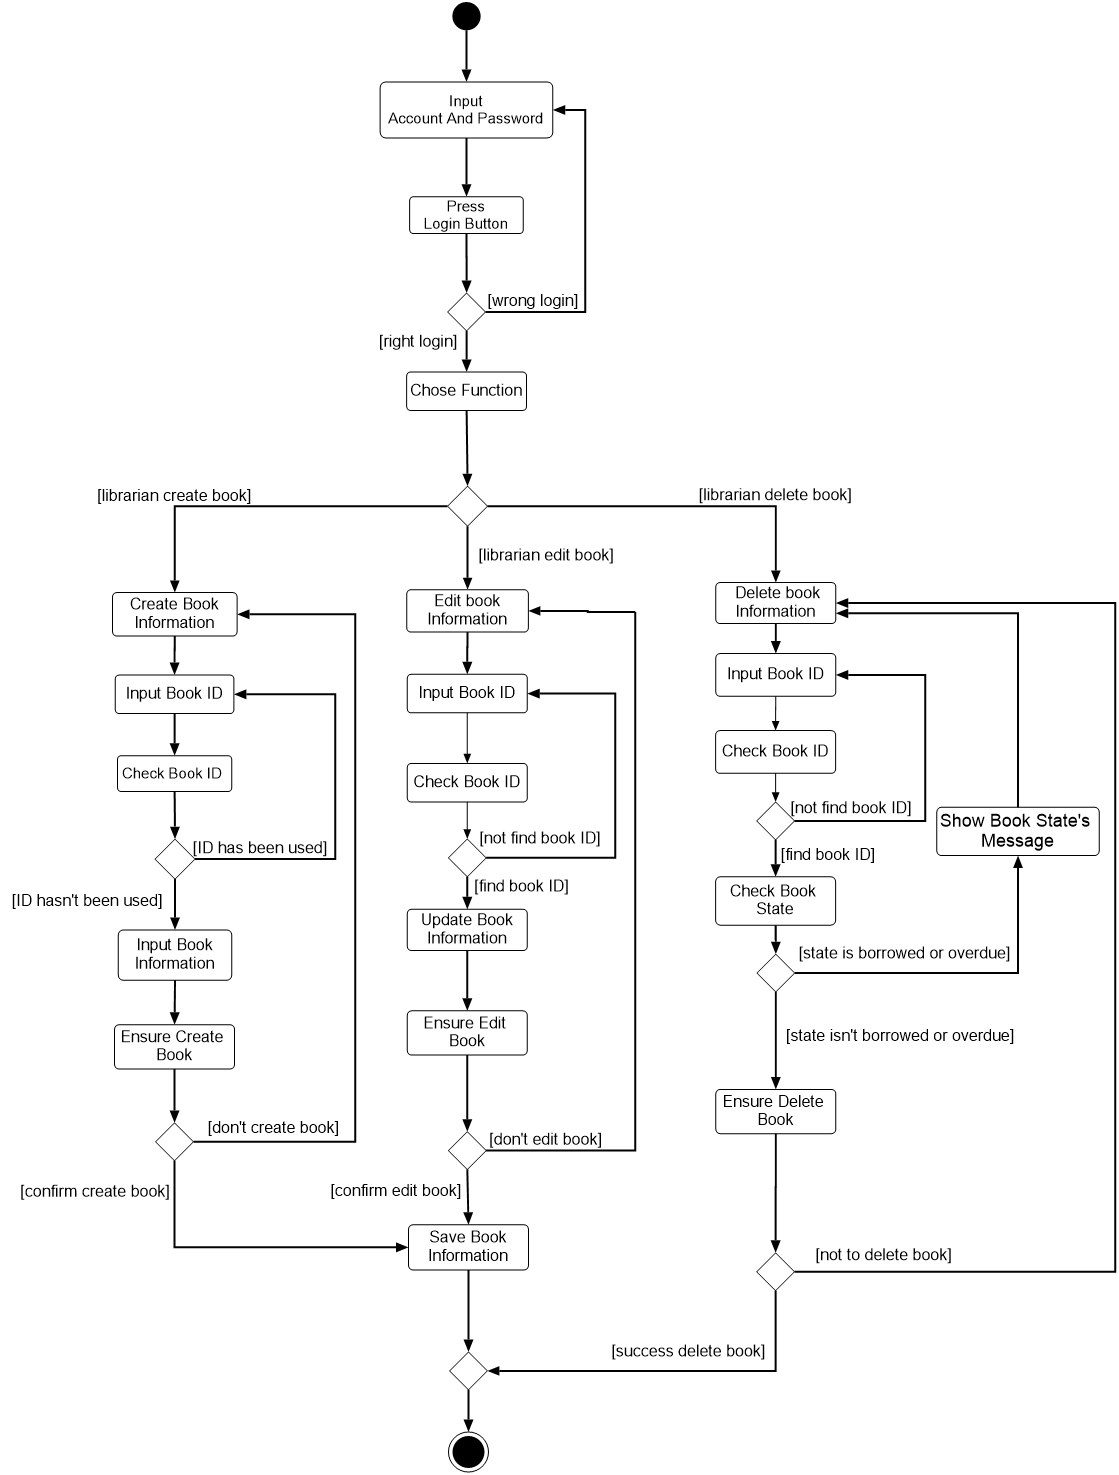 Input
Account And Password
Press
Login Button
[wrong login]
[right login]
Chose Function
[librarian create book]
[librarian delete book]
[librarian edit book]
Create Book
Information
Edit book
Information
Delete book
Information
Input Book ID
Input Book ID
Input Book ID
Check Book ID
Check Book ID
Check Book ID
[ID has been used]
[not find book ID]
[not find book ID]
Show Book State's
Message
[ID hasn't been used]
[find book ID]
[find book ID]
Input Book
Information
Update Book
Information
Check Book
State
[state is borrowed or overdue]
Ensure Create
Book
Ensure Edit
Book
[state isn't borrowed or overdue]
Ensure Delete
Book
[don't create book]
[don't edit book]
[confirm create book]
[confirm edit book]
Save Book
Information
[not to delete book]
[success delete book]